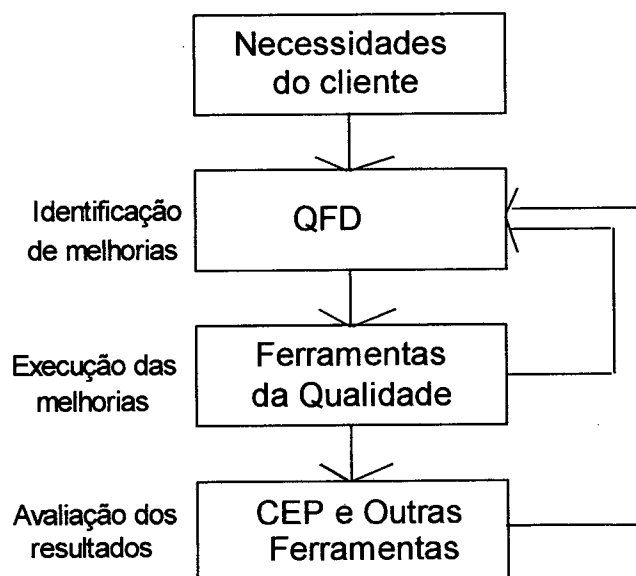 Necessidades
do cliente
Identificação
de melhorias
QFD
Execução das
melhorias
Ferramentas
da Qualidade
Avaliação dos
resultados
CEP e Outras
Ferramentas